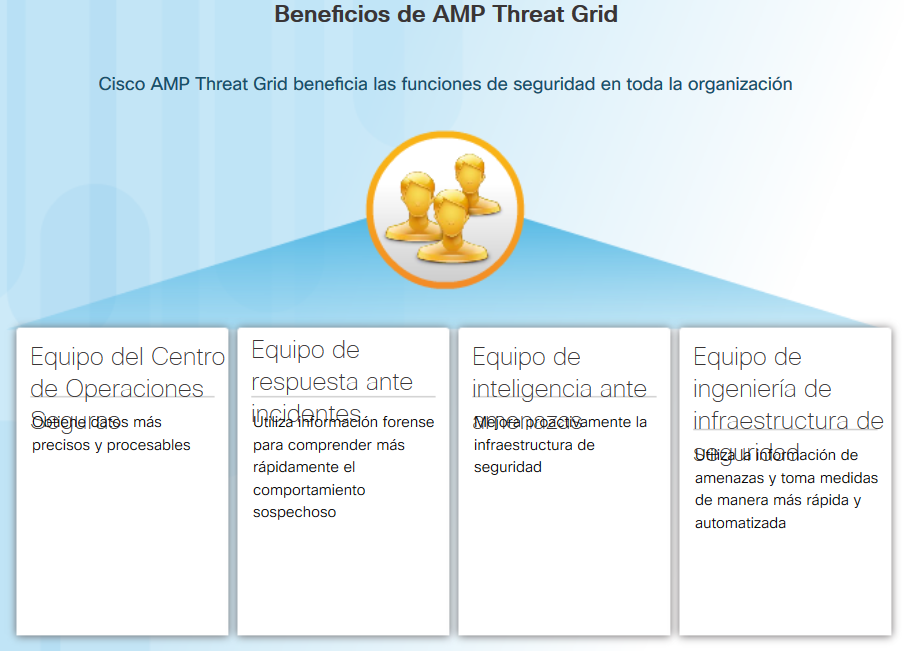 Beneficios de AMP Threat Grid
Cisco AMP Threat Grid beneficia las funciones de seguridad en toda la organización
Equipo del Centro
de Operaciones
Seguras
Obtiene datos más
precisos y procesables
Equipo de
respuesta ante
incidentes
Utiliza información forense
para comprender más
rápidamente el
comportamiento
sospechoso
Equipo de
inteligencia ante
amenazas
Mejora proactivamente la
infraestructura de
seguridad
Equipo de
ingeniería de
infraestructura de
seguridad
Utiliza la información de
amenazas y toma medidas
de manera más rápida y
automatizada